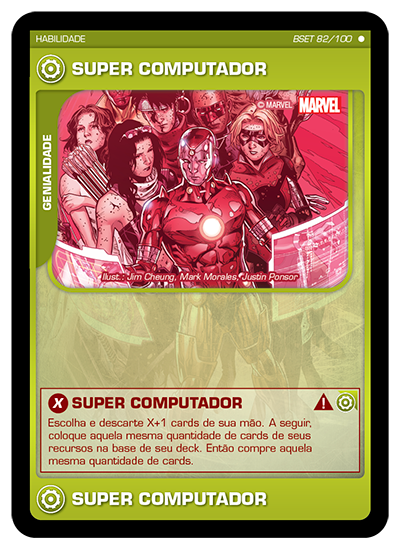 HABILIDADE
BSET 82/100
SUPER COMPUTADOR
© MARVEL MARVEL
GENIALIDADE
Ilust.: Jim Cheung, Mark Morales, Justin Ponsor
X SUPER COMPUTADOR
Escolha e descarte X+1 cards de sua mão. A seguir,
coloque aquela mesma quantidade de cards de seus
recursos na base de seu deck. Então compre aquela
mesma quantidade de cards.
SUPER COMPUTADOR